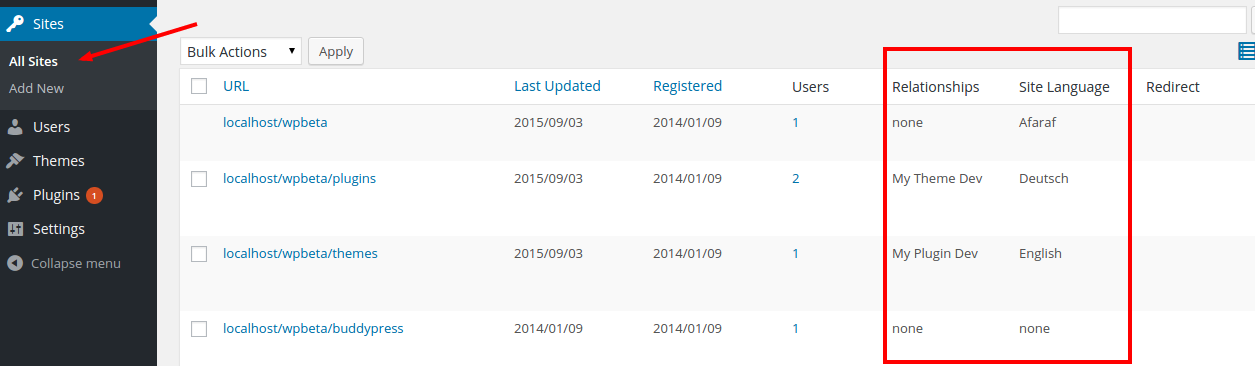 Sites
All Sites
Add New
Users
Themes
Plugins 1
Settings
Collapse menu
Bulk Actions Apply
URL Last Updated Registered Users Relationships Site Language Redirect
localhost/wpbeta 2015/09/03 2014/01/09 1 none Afaraf
localhost/wpbeta/plugins 2015/09/03 2014/01/09 2 My Theme Dev Deutsch
localhost/wpbeta/themes 2015/09/03 2014/01/09 1 My Plugin Dev English
localhost/wpbeta/buddypress 2014/01/09 2014/01/09 1 none none